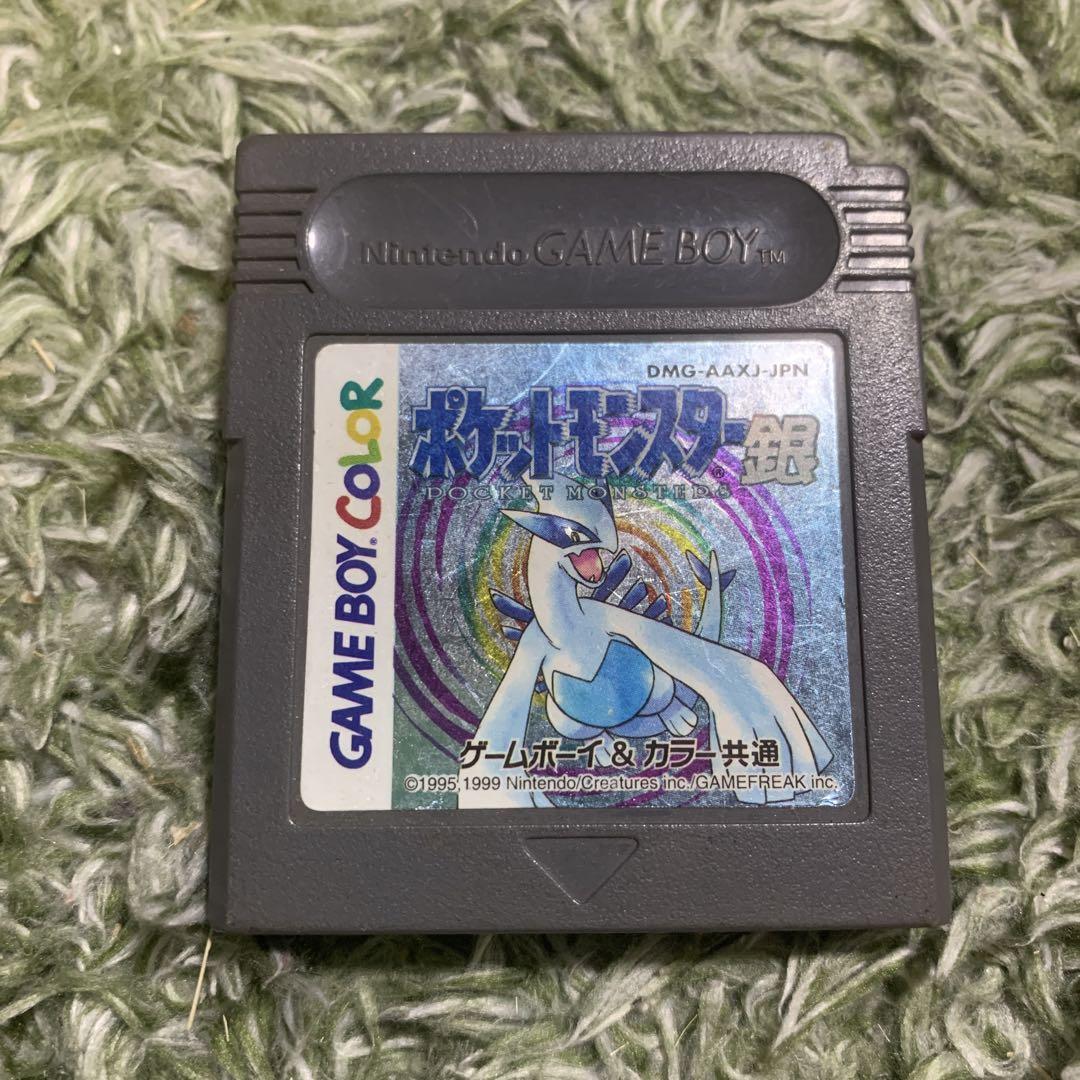 Nintendo GAME BOY™
DMG-AAXJ-JPN
ポケットモンスター銀
®
POCKET MONSTERS
GAME BOY COLOR
ゲームボーイ & カラー共通
©1995,1999 Nintendo/Creatures inc./GAMEFREAK inc.